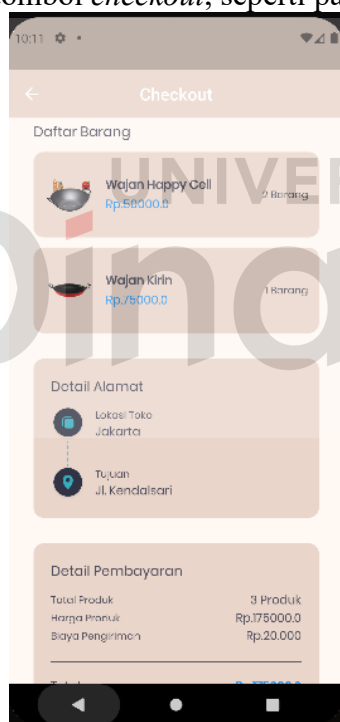 tombol checkout, seperti pa
10:11
Checkout
Daftar Barang
Wajan Happy Call
Rp.50000.0
2 Barang
Wajan Kirin
Rp.75000.0
1 Barang
Detail Alamat
Lokasi Toko
Jakarta
Tujuan
Jl. Kendalsari
Detail Pembayaran
Total Produk 3 Produk
Harga Produk Rp.175000.0
Biaya Pengiriman Rp.20.000
UNIVER